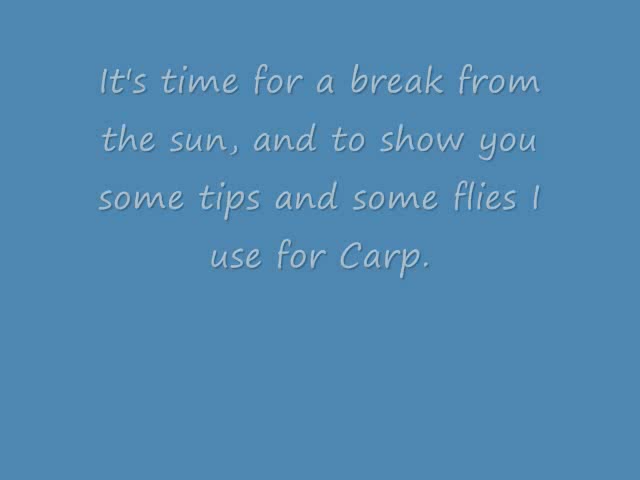 It's time for a break from
the sun, and to show you
some tips and some flies I
use for Carp.